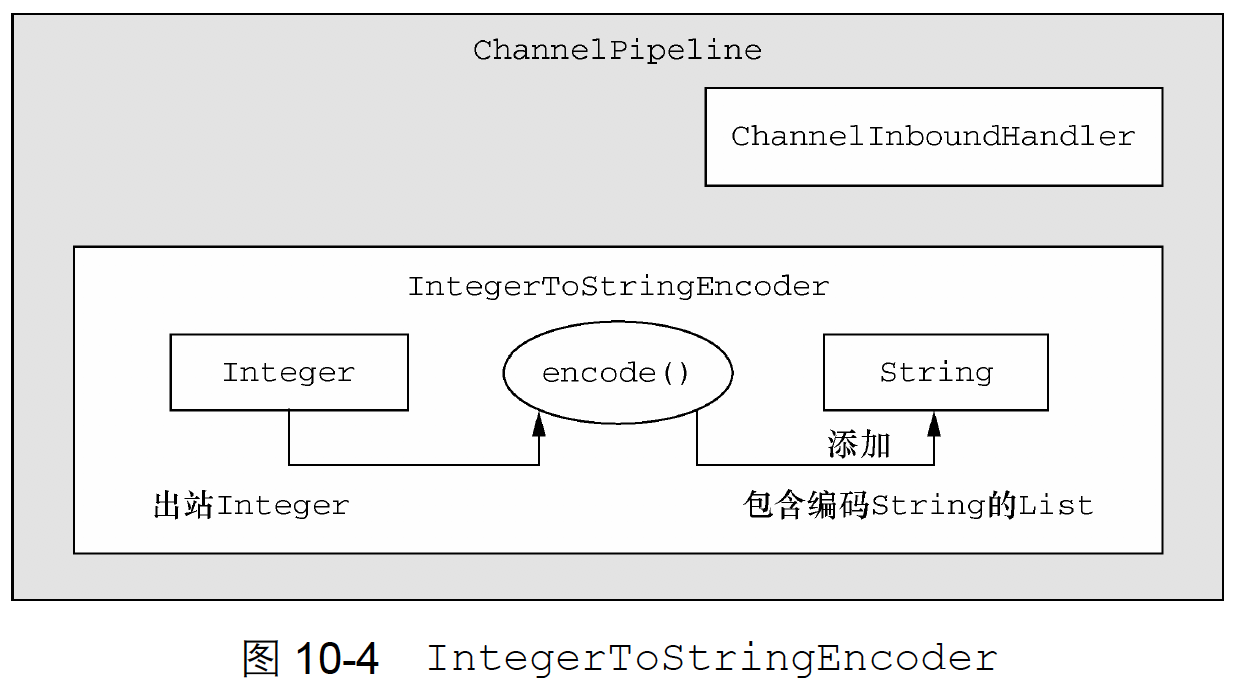 ChannelPipeline
ChannelInboundHandler
IntegerToStringEncoder
Integer
encode()
String
添加
出站Integer
包含编码String的List
图 10-4 IntegerToStringEncoder